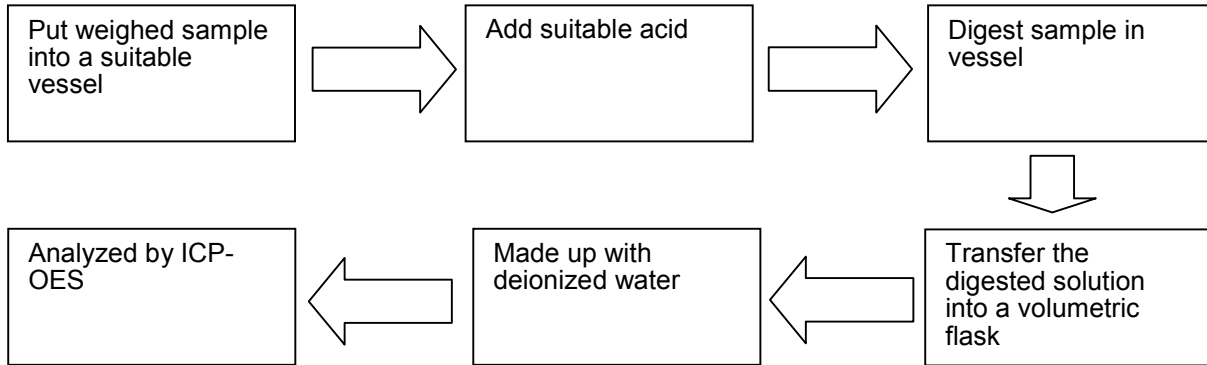 Put weighed sample
into a suitable
vessel
Add suitable acid
Digest sample in
vessel
Transfer the
digested solution
into a volumetric
flask
Made up with
deionized water
Analyzed by ICP-
OES